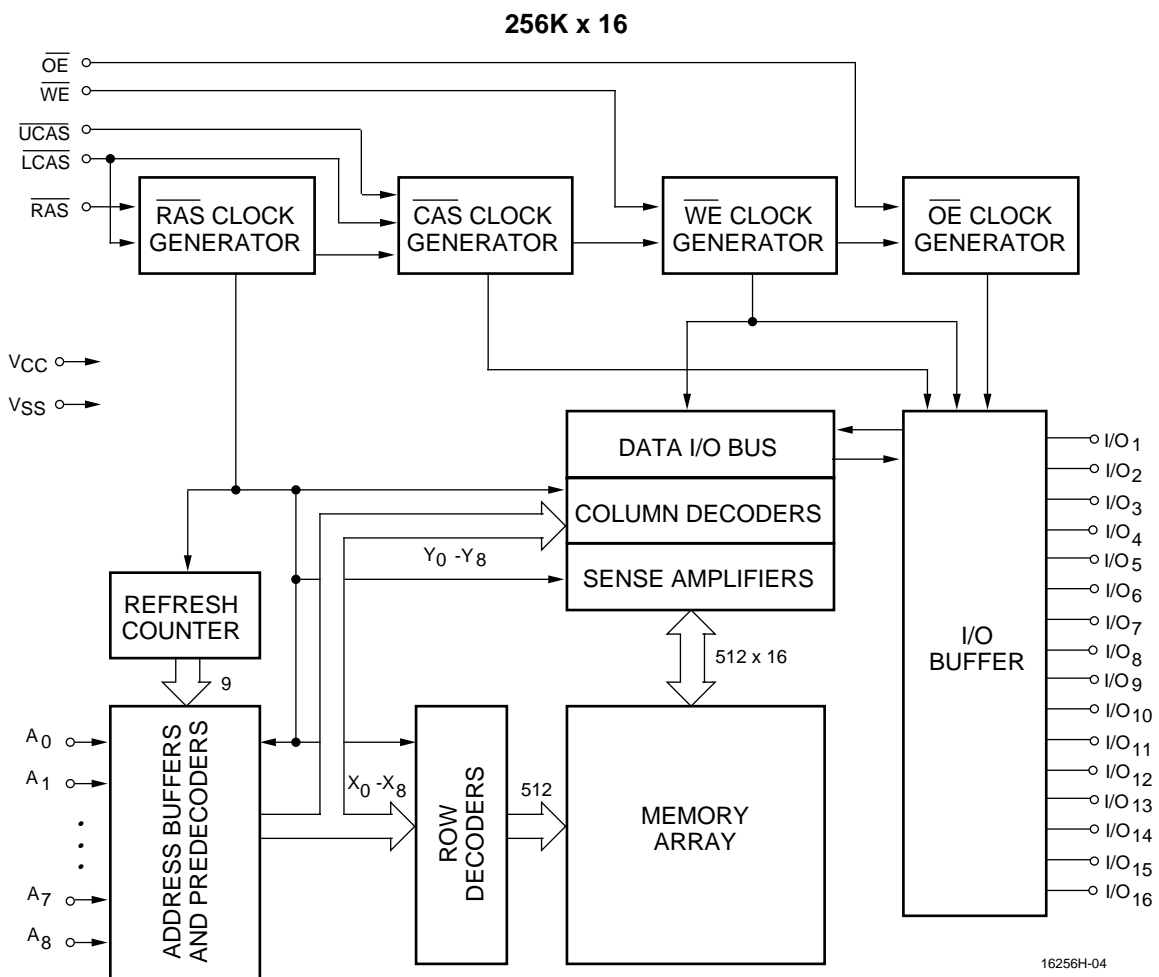 256K x 16
OE
WE
UCAS
LCAS
RAS
RAS CLOCK
GENERATOR
CAS CLOCK
GENERATOR
WE CLOCK
GENERATOR
OE CLOCK
GENERATOR
VCC
VSS
DATA I/O BUS
COLUMN DECODERS
SENSE AMPLIFIERS
Y0 -Y8
REFRESH
COUNTER
9
512 x 16
I/O
BUFFER
I/O1
I/O2
I/O3
I/O4
I/O5
I/O6
I/O7
I/O8
I/O9
I/O10
I/O11
I/O12
I/O13
I/O14
I/O15
I/O16
A0
A1
A7
A8
ADDRESS BUFFERS
AND PREDECODERS
X0 -X8
ROW
DECODERS
512
MEMORY
ARRAY
16256H-04